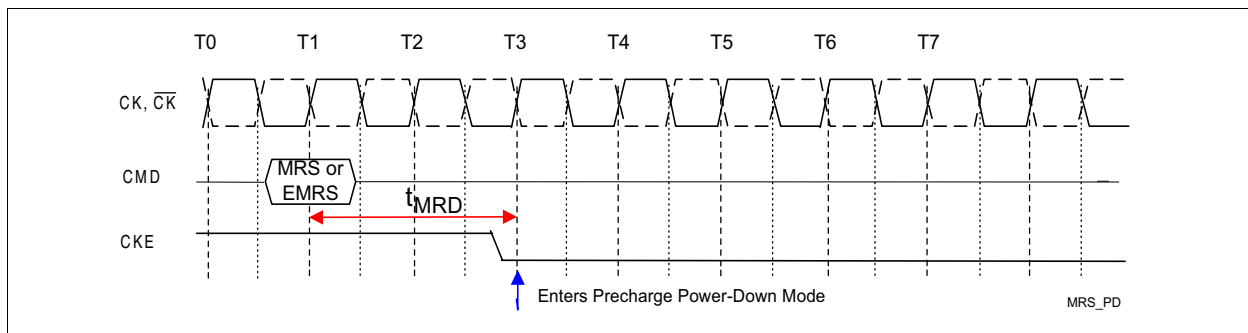 T0 T1 T2 T3 T4 T5 T6 T7
CK, CK
CMD
MRS or
EMRS
tMRD
CKE
Enters Precharge Power-Down Mode
MRS_PD